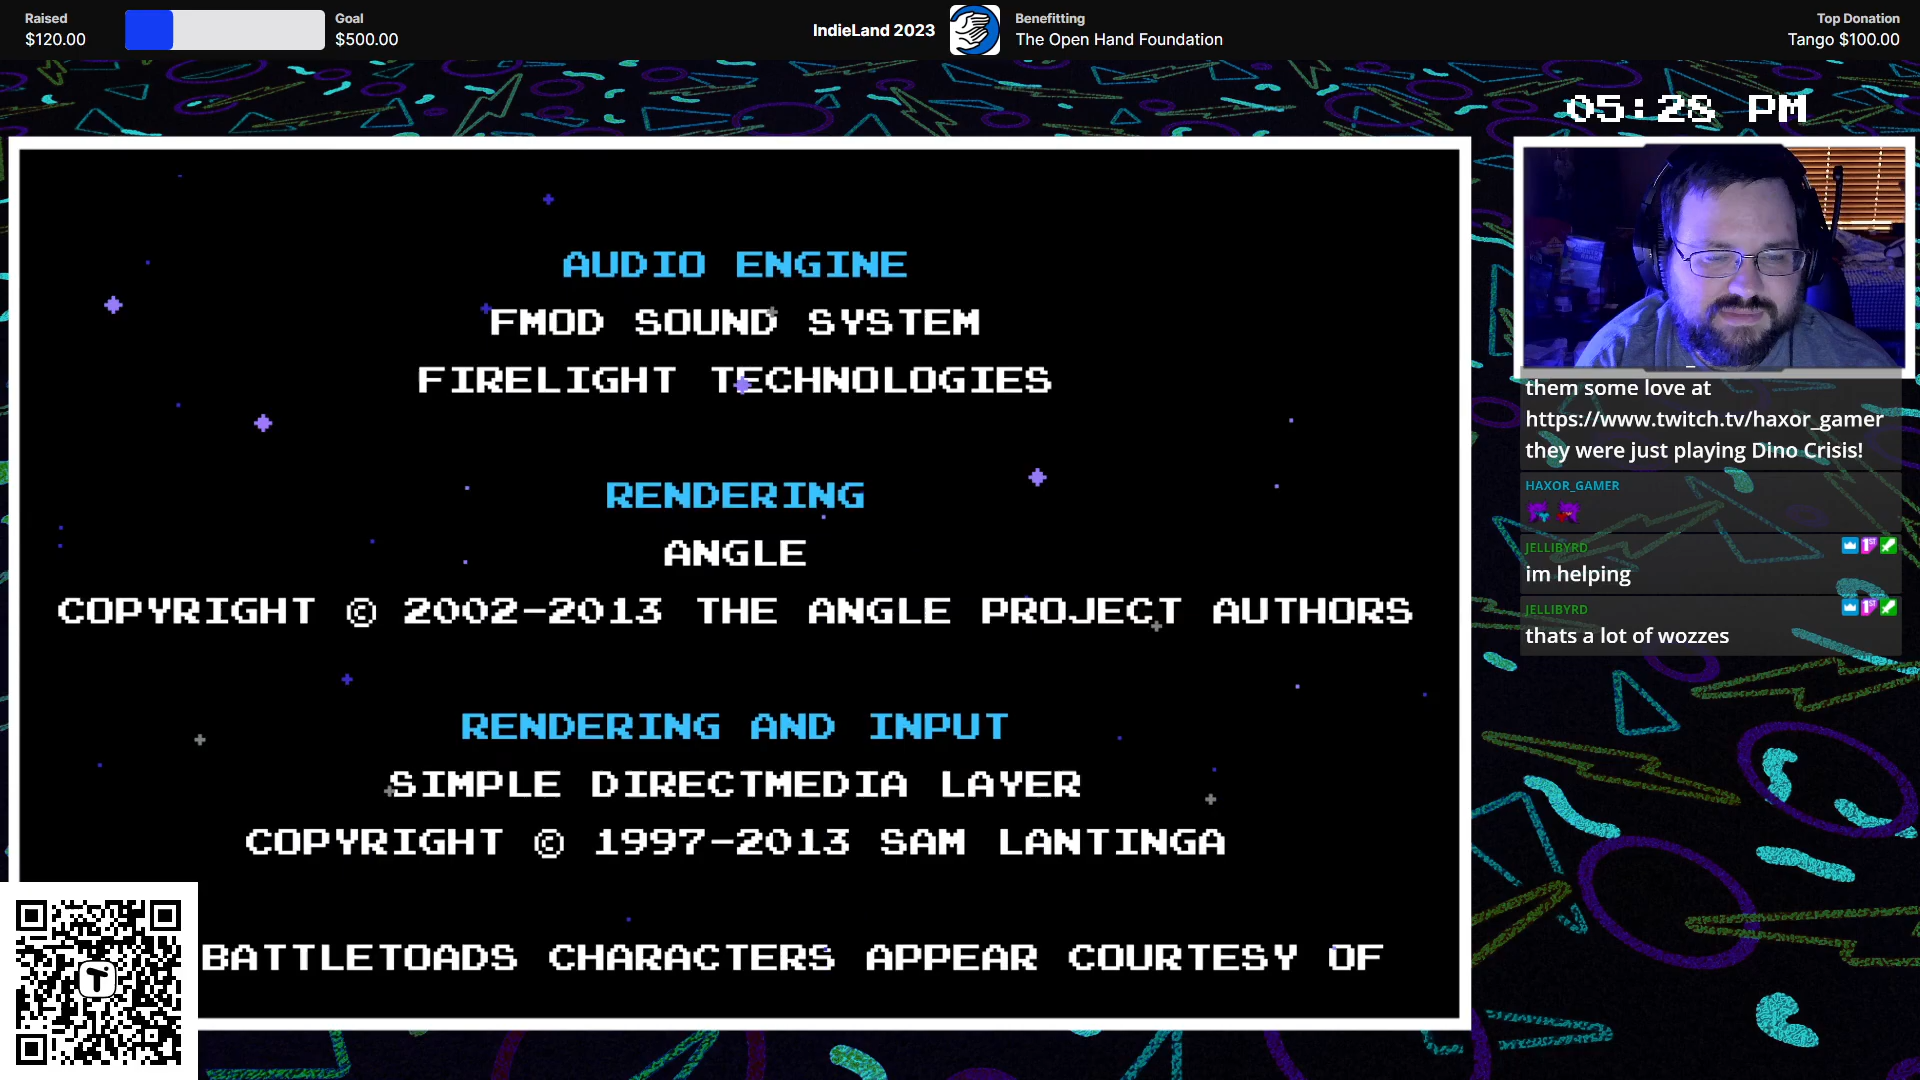 Raised
$120.00
Goal
$500.00
IndieLand 2023
Benefitting
The Open Hand Foundation
Top Donation
Tango $100.00
05:28 PM
AUDIO ENGINE
FMOD SOUND SYSTEM
FIRELIGHT TECHNOLOGIES
RENDERING
ANGLE
COPYRIGHT © 2002-2013 THE ANGLE PROJECT AUTHORS
RENDERING AND INPUT
SIMPLE DIRECTMEDIA LAYER
COPYRIGHT © 1997-2013 SAM LANTINGA
BATTLETOADS CHARACTERS APPEAR COURTESY OF
them some love at
https://www.twitch.tv/haxor_gamer
they were just playing Dino Crisis!
HAXOR_GAMER
JELLIBYRD
im helping
JELLIBYRD
thats a lot of wozzes
T